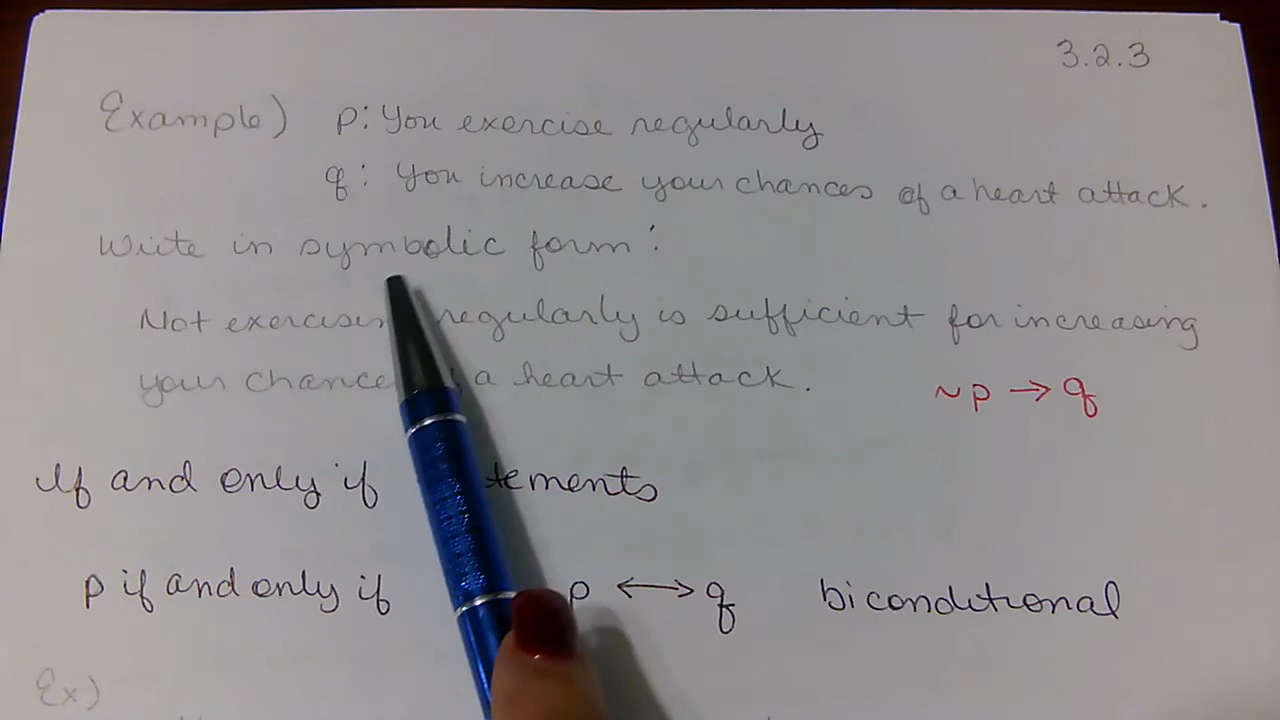 3.2.3
Example) p: You exercise regularly
q: You increase your chances of a heart attack.
Write in symbolic form:
Not exercisin regularly is sufficient for increasing
your chance a heart attack.
~p → q
If and only if tements
p if and only if p ↔ q biconditional
Ex)